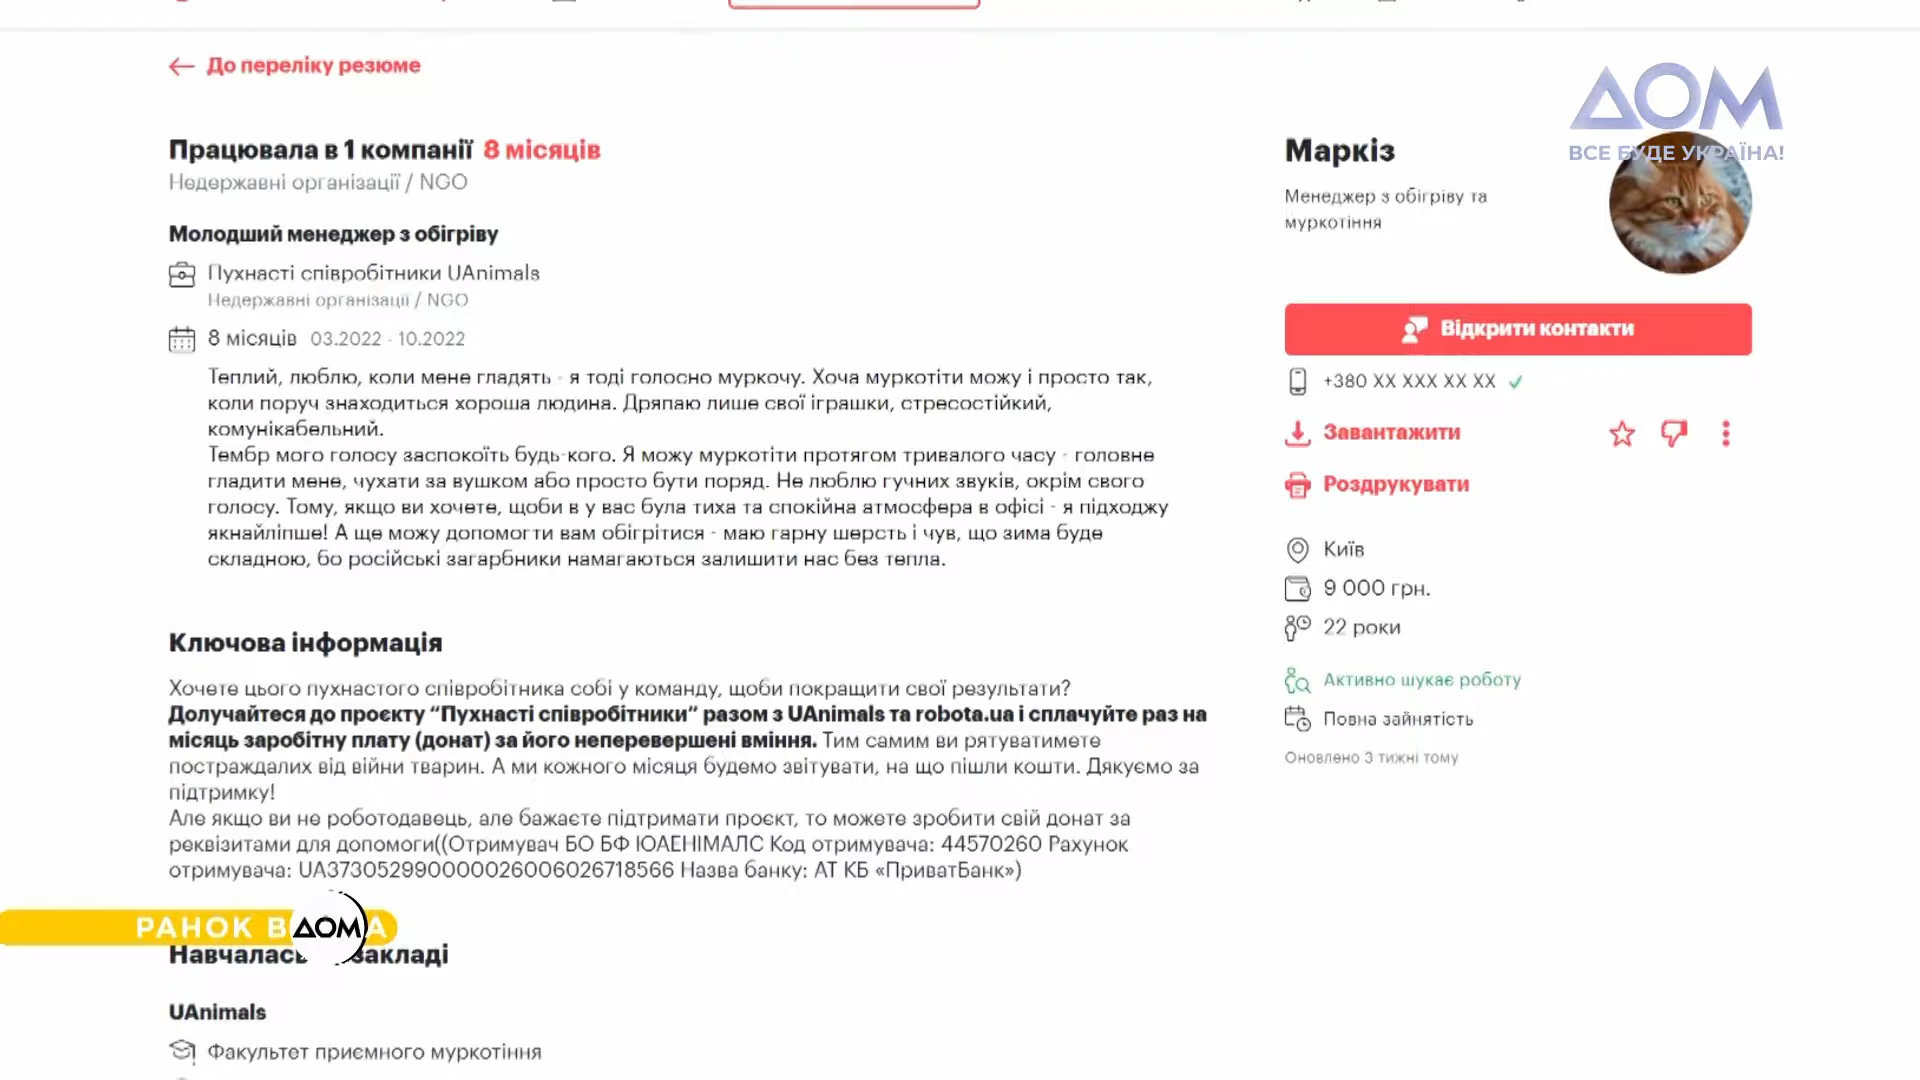 До переліку резюме
ДОМ
ВСЕ БУДЕ УКРАЇНА!
Працювала в 1 компанії 8 місяців
Недержавні організації / NGO
Молодший менеджер з обігріву
Пухнасті співробітники UAnimals
Недержавні організації / NGO
8 місяців 03.2022 - 10.2022
Теплий, люблю, коли мене гладять - я тоді голосно муркочу. Хоча муркотіти можу і просто так,
коли поруч знаходиться хороша людина. Дряпаю лише свої іграшки, стресостійкий,
комунікабельний.
Тембр мого голосу заспокоїть будь-кого. Я можу муркотіти протягом тривалого часу - головне
гладити мене, чухати за вушком або просто бути поряд. Не люблю гучних звуків, окрім свого
голосу. Тому, якщо ви хочете, щоби в у вас була тиха та спокійна атмосфера в офісі - я підходжу
якнайліпше! А ще можу допомогти вам обігрітися - маю гарну шерсть і чув, що зима буде
складною, бо російські загарбники намагаються залишити нас без тепла.
Ключова інформація
Хочете цього пухнастого співробітника собі у команду, щоби покращити свої результати?
Долучайтеся до проєкту “Пухнасті співробітники” разом з UAnimals та robota.ua і сплачуйте раз на
місяць заробітну плату (донат) за його неперевершені вміння. Тим самим ви рятуватимете
постраждалих від війни тварин. А ми кожного місяця будемо звітувати, на що пішли кошти. Дякуємо за
підтримку!
Але якщо ви не роботодавець, але бажаєте підтримати проєкт, то можете зробити свій донат за
реквізитами для допомоги((Отримувач БО БФ ЮАЕНІМАЛС Код отримувача: 44570260 Рахунок
отримувача: UA373052990000026006026718566 Назва банку: АТ КБ «ПриватБанк»)
РАНОК В
ДОМ
А
закладі
UAnimals
Факультет приємного муркотіння
Маркіз
Менеджер з обігріву та
муркотіння
Відкрити контакти
+380 XX XXX XX XX
Завантажити
Роздрукувати
Київ
9 000 грн.
22 роки
Активно шукає роботу
Повна зайнятість
Оновлено 3 тижні тому